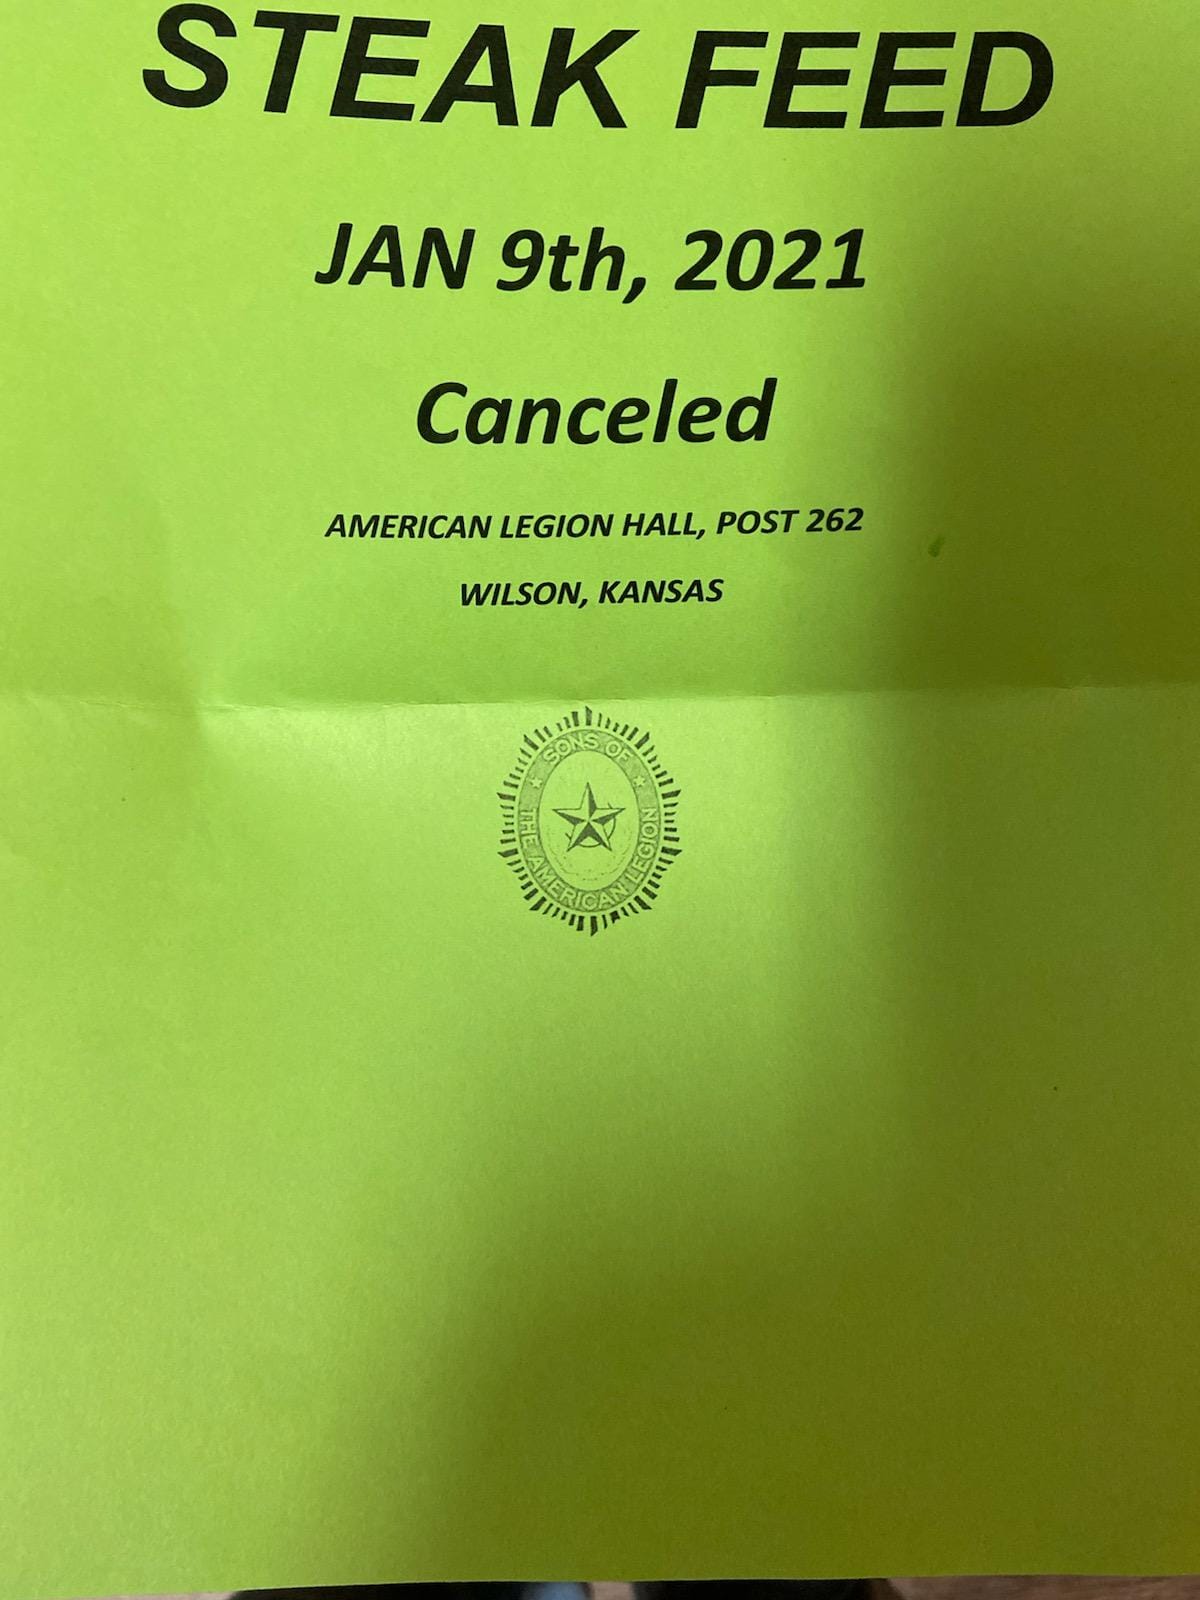 STEAK FEED
JAN 9th, 2021
Canceled
AMERICAN LEGION HALL, POST 262
WILSON, KANSAS
SONS OF
THE AMERICAN LEGION